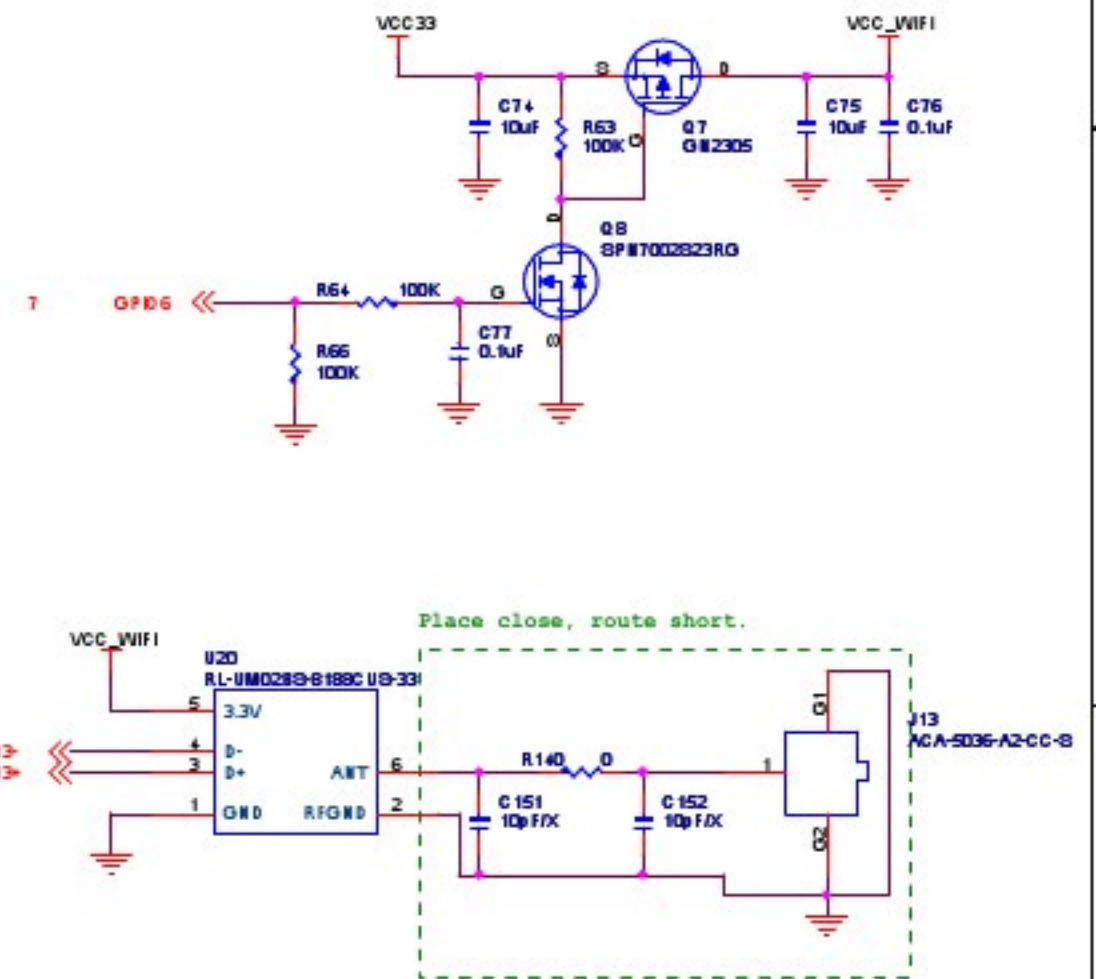 VCC33
VCC_WIFI
S
D
C74
10uF
R63
100K
G
Q7
GM2305
C75
10uF
C76
0.1uF
D
Q8
7
GPIO6
R64
100K
G
C77
0.1uF
S
R66
100K
Place close, route short.
VCC_WIFI
U20
5
3.3V
4
D-
3
D+
ANT
6
1
GND
RFGND
2
R140
0
C151
10pF/X
C152
10pF/X
1
G1
G2
J13
ACA-5036-A2-CC-S